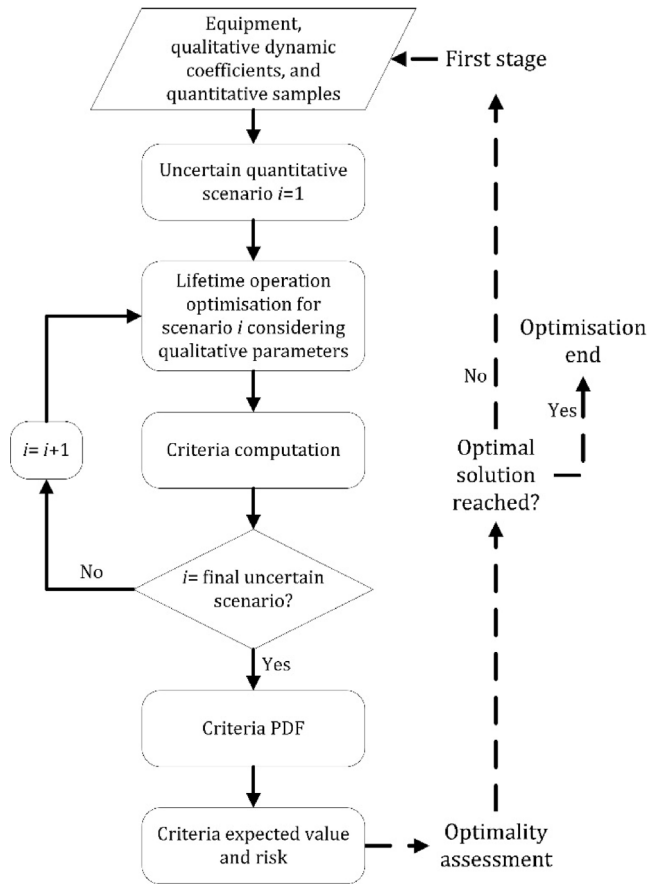 Equipment,
qualitative dynamic
coefficients, and
quantitative samples
First stage
Uncertain quantitative
scenario i=1
Lifetime operation
optimisation for
scenario i considering
qualitative parameters
Optimisation
end
No
Yes
i= i+1
Criteria computation
Optimal
solution
reached?
No
i= final uncertain
scenario?
Yes
Criteria PDF
Criteria expected value
and risk
Optimality
assessment